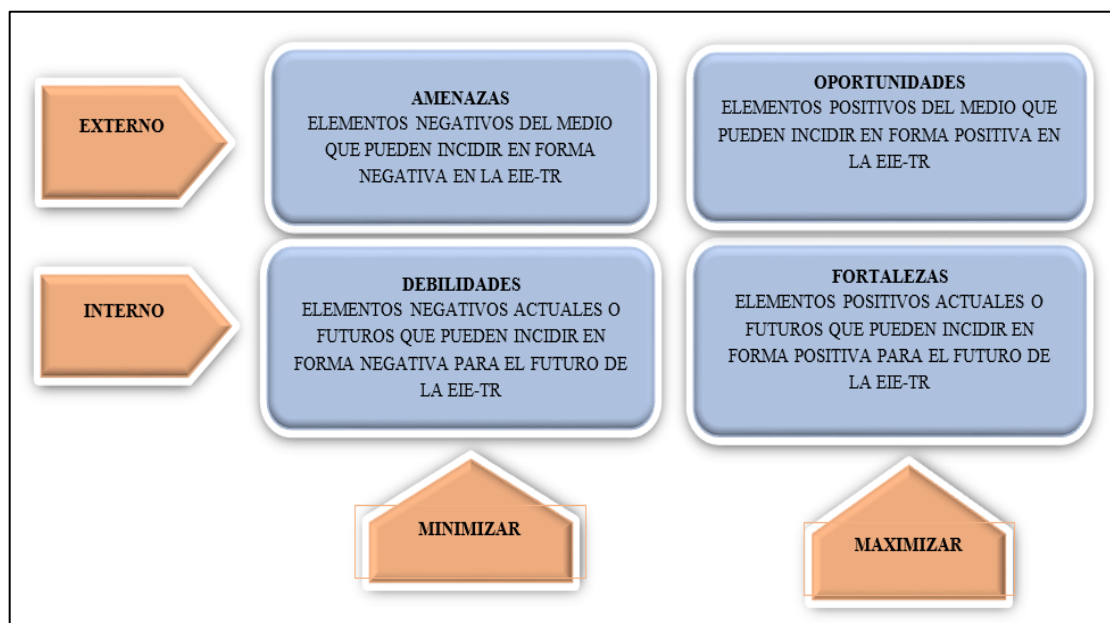 EXTERNO
AMENAZAS
ELEMENTOS NEGATIVOS DEL MEDIO
QUE PUEDEN INCIDIR EN FORMA
NEGATIVA EN LA EIE-TR
OPORTUNIDADES
ELEMENTOS POSITIVOS DEL MEDIO QUE
PUEDEN INCIDIR EN FORMA POSITIVA EN
LA EIE-TR
INTERNO
DEBILIDADES
ELEMENTOS NEGATIVOS ACTUALES O
FUTUROS QUE PUEDEN INCIDIR EN
FORMA NEGATIVA PARA EL FUTURO DE
LA EIE-TR
FORTALEZAS
ELEMENTOS POSITIVOS ACTUALES O
FUTUROS QUE PUEDEN INCIDIR EN
FORMA POSITIVA PARA EL FUTURO DE
LA EIE-TR
MINIMIZAR
MAXIMIZAR